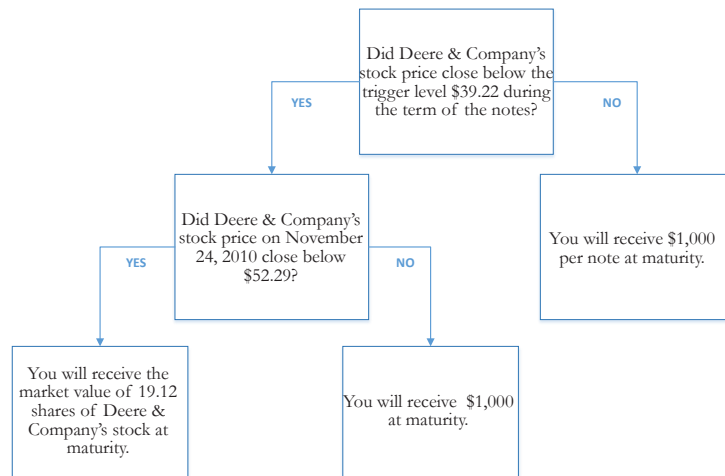 Did Deere & Company's
stock price close below the
trigger level $39.22 during
the term of the notes?
YES
NO
Did Deere & Company's
stock price on November
24, 2010 close below
$52.29?
You will receive $1,000
per note at maturity.
YES
NO
You will receive the
market value of 19.12
shares of Deere &
Company's stock at
maturity.
You will receive $1,000
at maturity.